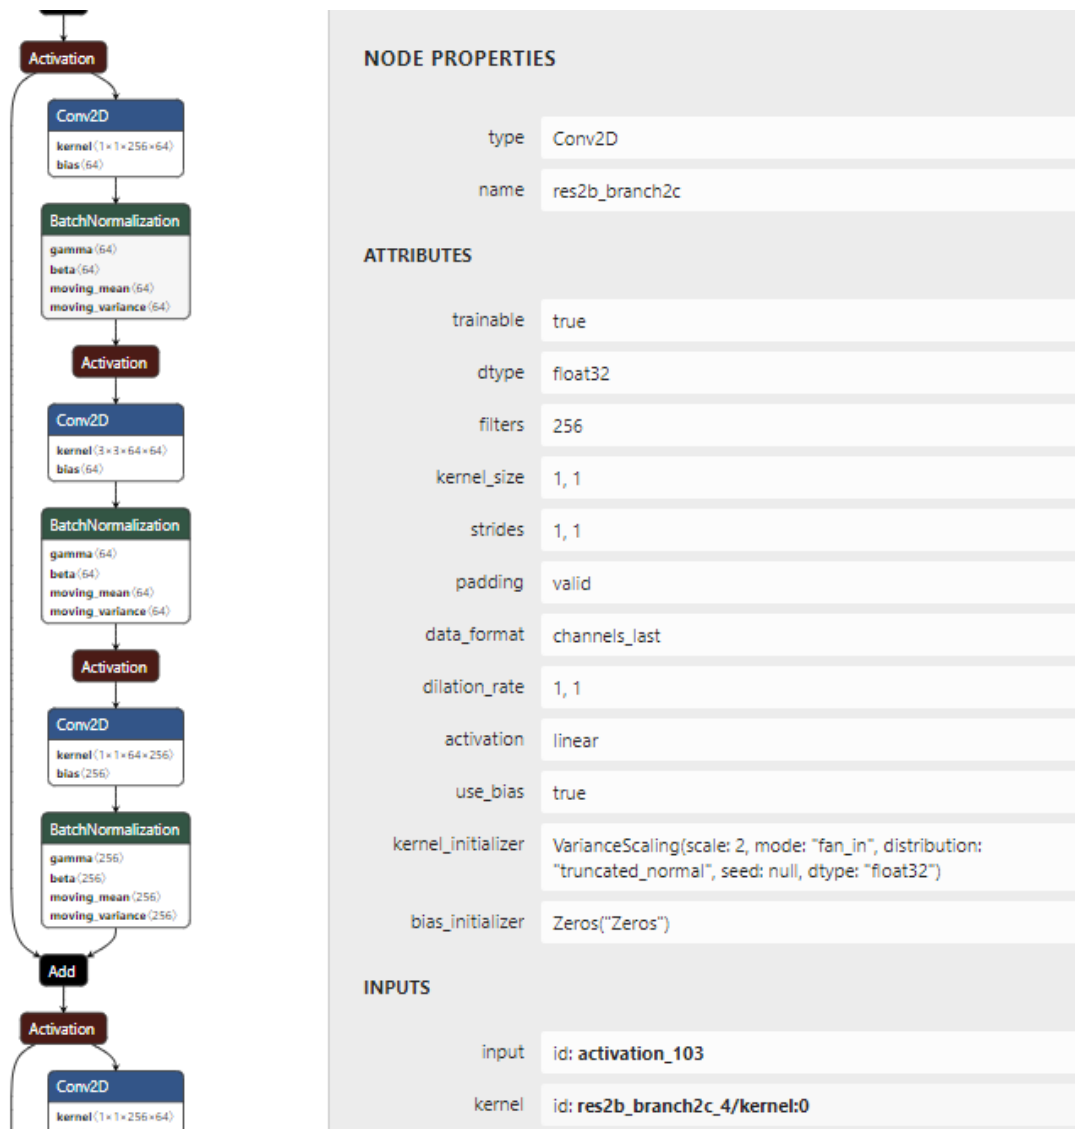 Activation
Conv2D
kernel⟨1×1×256×64⟩
bias⟨64⟩
BatchNormalization
gamma⟨64⟩
beta⟨64⟩
moving_mean⟨64⟩
moving_variance⟨64⟩
Activation
Conv2D
kernel⟨3×3×64×64⟩
bias⟨64⟩
BatchNormalization
gamma⟨64⟩
beta⟨64⟩
moving_mean⟨64⟩
moving_variance⟨64⟩
Activation
Conv2D
kernel⟨1×1×64×256⟩
bias⟨256⟩
BatchNormalization
gamma⟨256⟩
beta⟨256⟩
moving_mean⟨256⟩
moving_variance⟨256⟩
Add
Activation
Conv2D
kernel⟨1×1×256×64⟩
NODE PROPERTIES
type Conv2D
name res2b_branch2c
ATTRIBUTES
trainable true
dtype float32
filters 256
kernel_size 1, 1
strides 1, 1
padding valid
data_format channels_last
dilation_rate 1, 1
activation linear
use_bias true
kernel_initializer VarianceScaling(scale: 2, mode: "fan_in", distribution:
"truncated_normal", seed: null, dtype: "float32")
bias_initializer Zeros("Zeros")
INPUTS
input id: activation_103
kernel id: res2b_branch2c_4/kernel:0